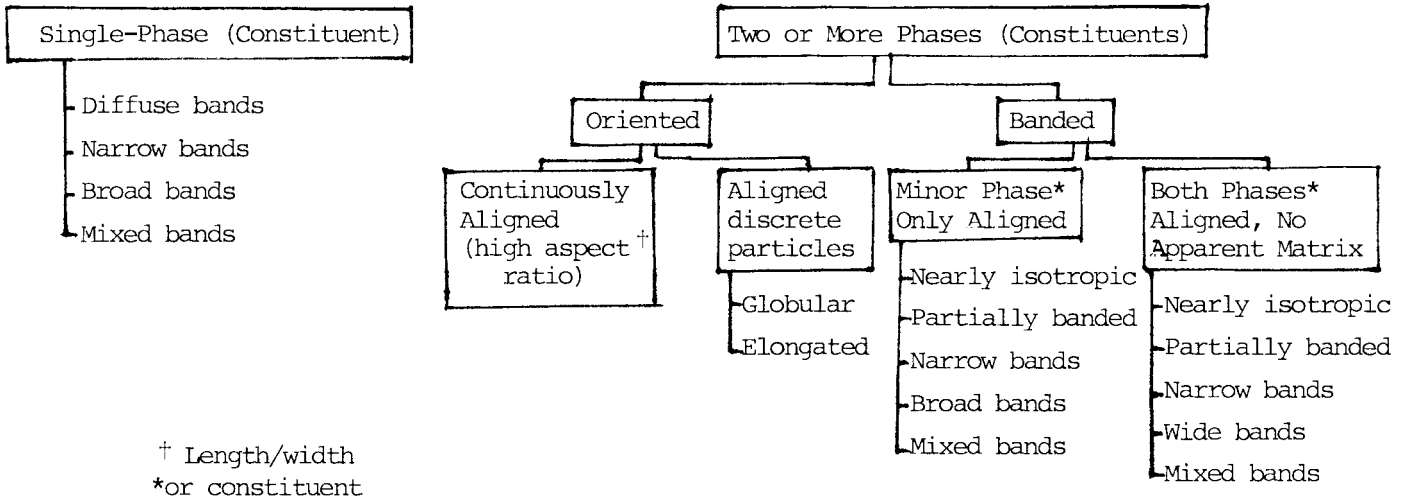 Single-Phase (Constituent)
Diffuse bands
Narrow bands
Broad bands
Mixed bands
Two or More Phases (Constituents)
Oriented
Banded
Continuously
Aligned
(high aspect †
ratio)
Aligned
discrete
particles
Globular
Elongated
Minor Phase*
Only Aligned
Nearly isotropic
Partially banded
Narrow bands
Broad bands
Mixed bands
Both Phases*
Aligned, No
Apparent Matrix
Nearly isotropic
Partially banded
Narrow bands
Wide bands
Mixed bands
† Length/width
*or constituent